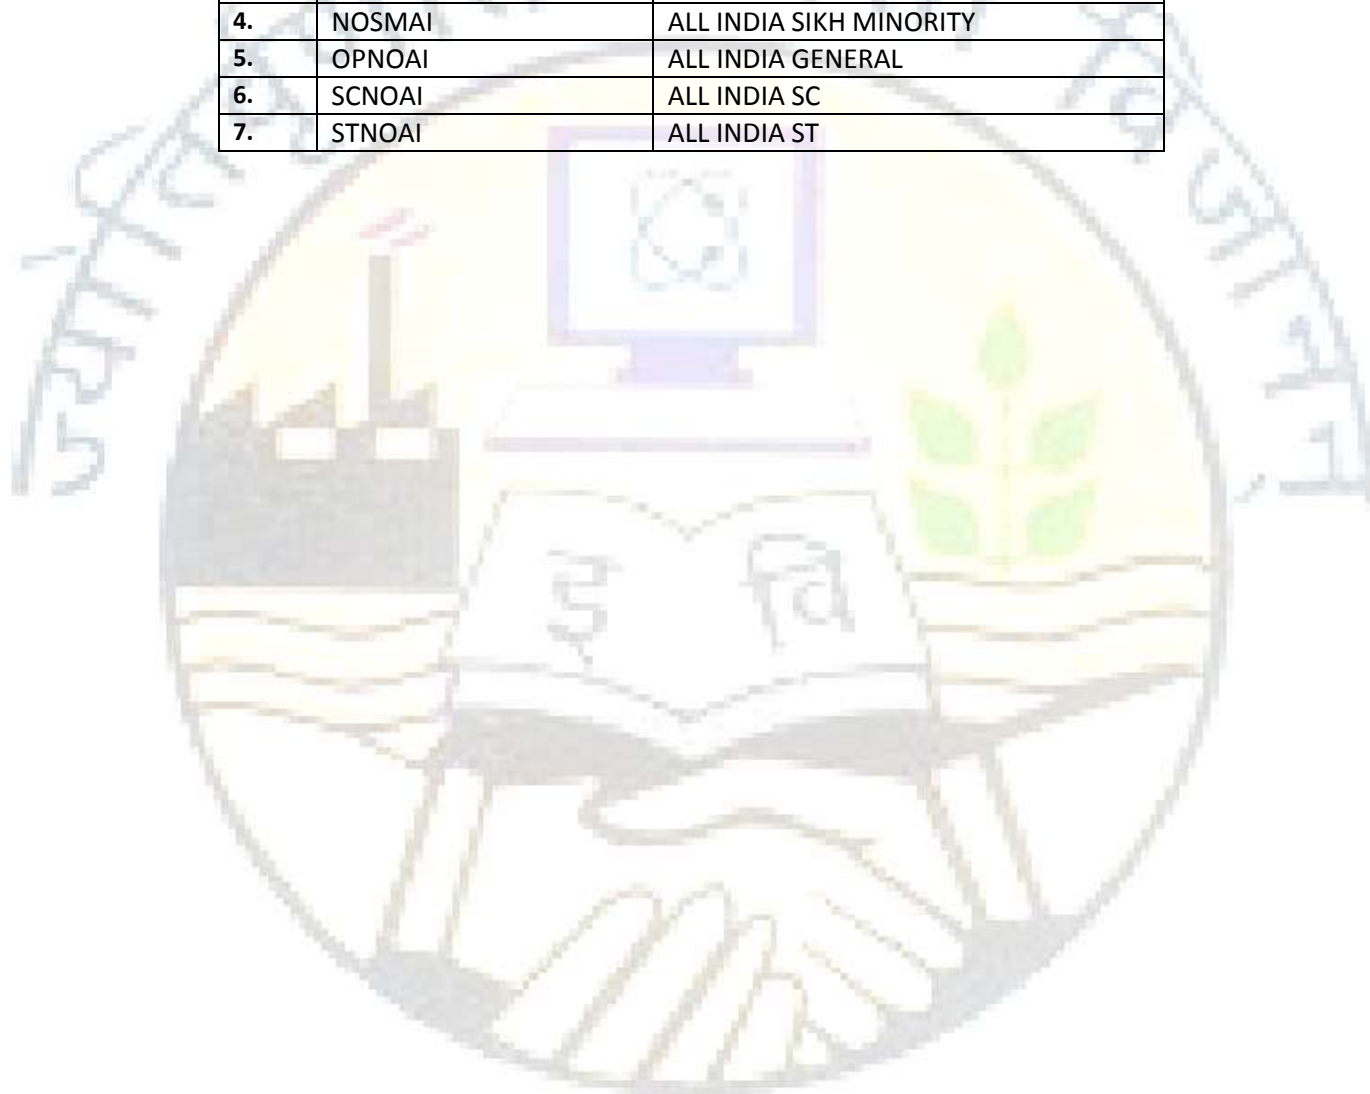 4. NOSMAI ALL INDIA SIKH MINORITY
5. OPNOAI ALL INDIA GENERAL
6. SCNOAI ALL INDIA SC
7. STNOAI ALL INDIA ST
इ वि